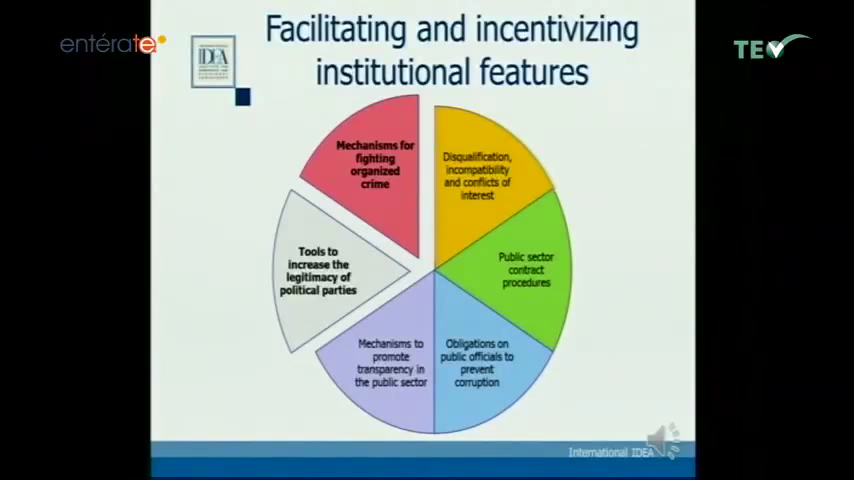 entérate
TEV
Facilitating and incentivizing
institutional features
IDEA
Mechanisms for
fighting
organized
crime
Disqualification,
incompatibility
and conflicts of
interest
Tools to
increase the
legitimacy of
political parties
Public sector
contract
procedures
Mechanisms to
promote
transparency in
the public sector
Obligations on
public officials to
prevent
corruption
International IDEA